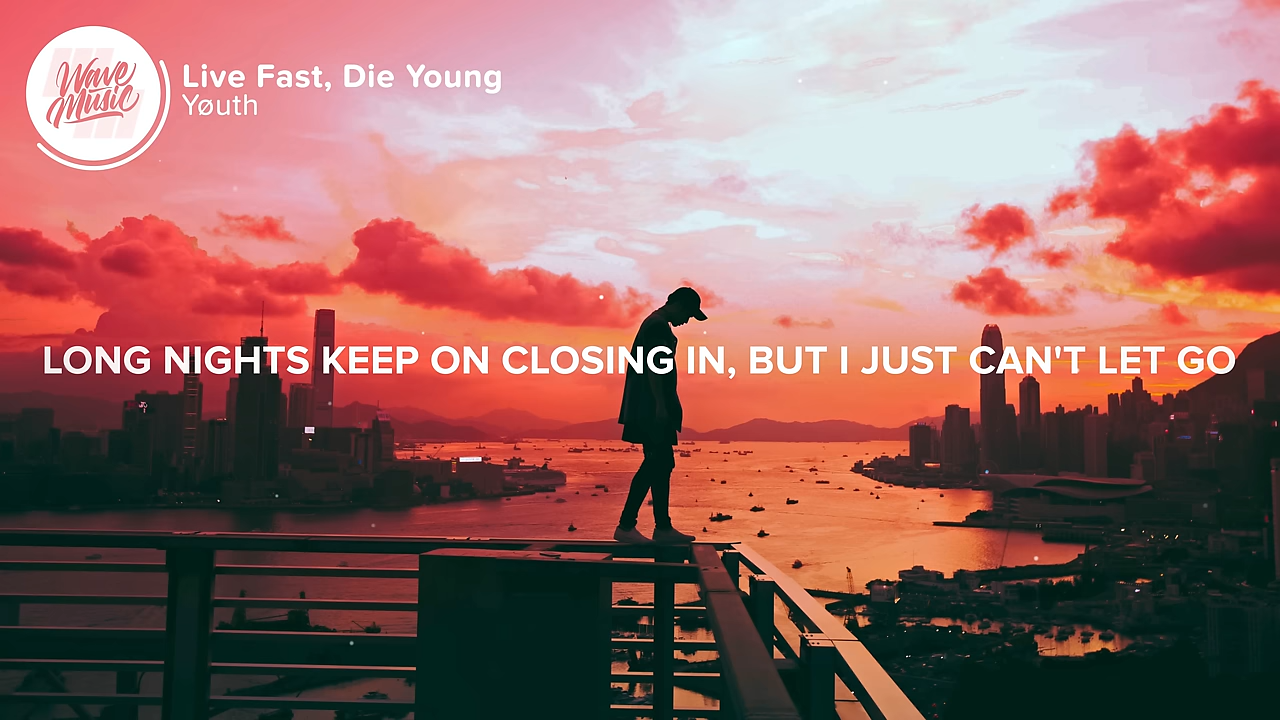 Wave
Music
Live Fast, Die Young
Yøuth
LONG NIGHTS KEEP ON CLOSING IN, BUT I JUST CAN'T LET GO